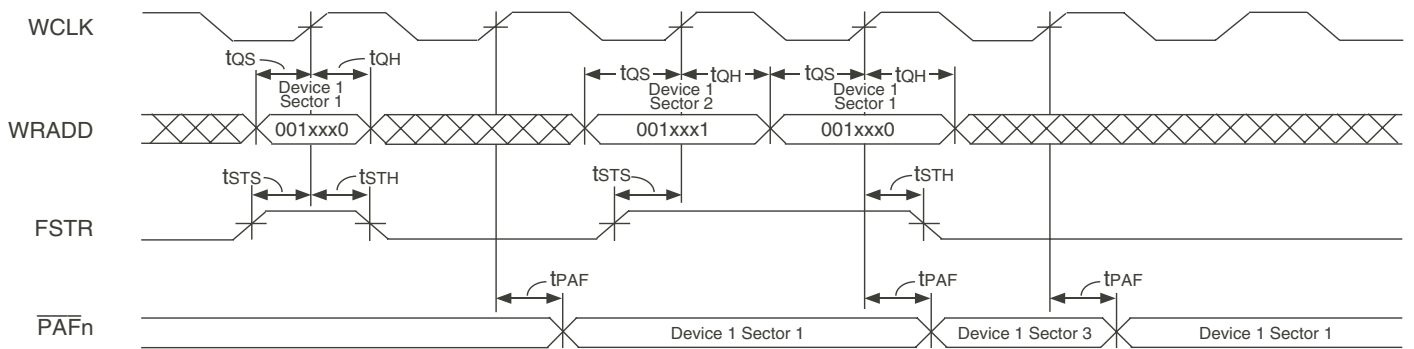 WCLK
tQS tQH tQS tQH tQS tQH
Device 1 Sector 1
Device 1 Sector 2
Device 1 Sector 1
WRADD 001xxx0 001xxx1 001xxx0
tSTS tSTH tSTS tSTH
FSTR
tPAF tPAF tPAF
PAFn Device 1 Sector 1 Device 1 Sector 3 Device 1 Sector 1